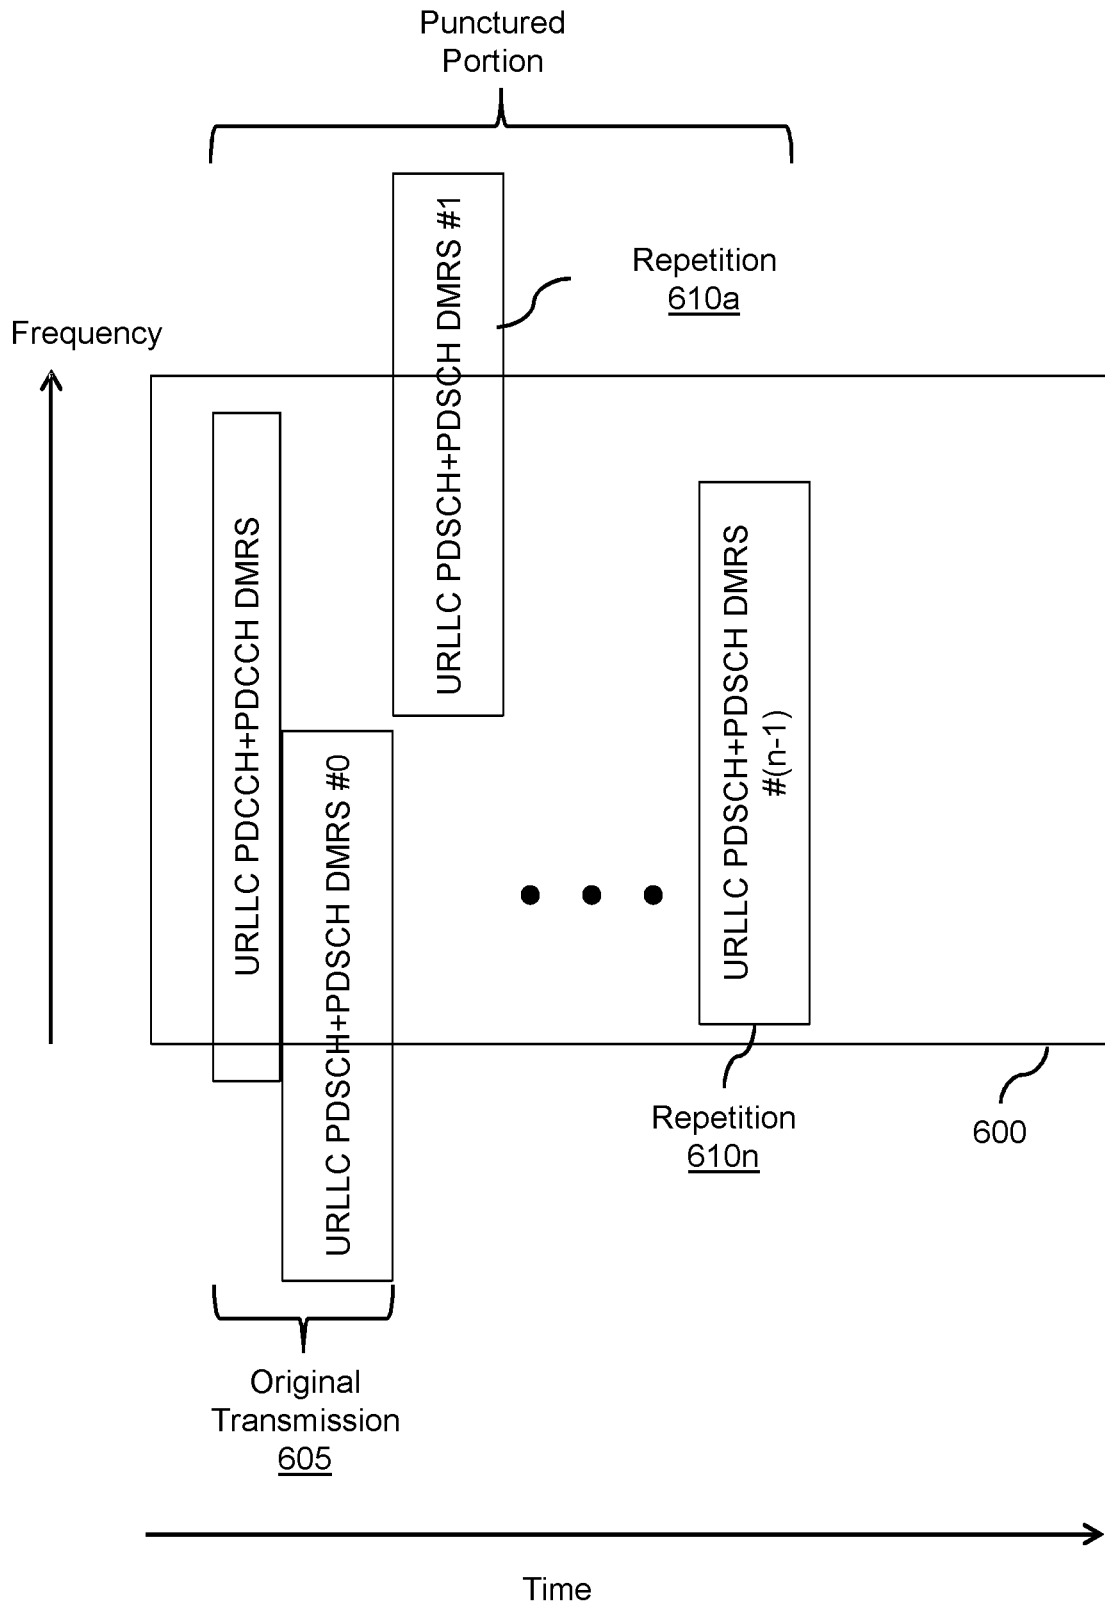 Punctured
Portion
Repetition
610a
Frequency
URLLC PDCCH+PDCCH DMRS
URLLC PDSCH+PDSCH DMRS #0
URLLC PDSCH+PDSCH DMRS #1
URLLC PDSCH+PDSCH DMRS
#(n-1)
Repetition
610n
600
Original
Transmission
605
Time